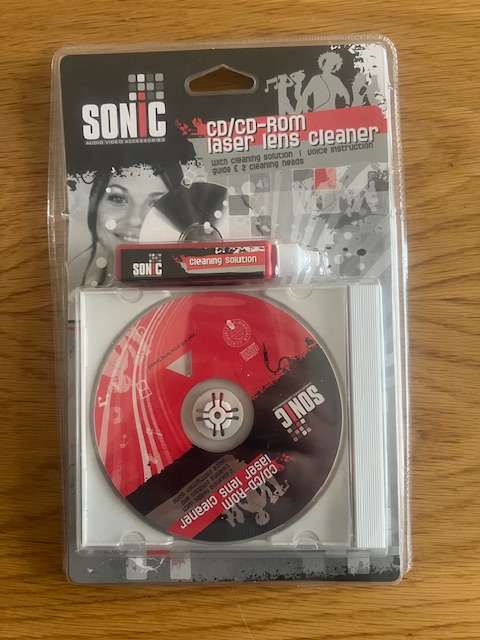 SONIC
AUDIO VIDEO ACCESSORIES
CD/CD-ROM
laser lens cleaner
with cleaning solution, voice instruction
guide & 2 cleaning heads
SONIC
cleaning solution
SONIC
CD/CD-ROM
laser lens cleaner